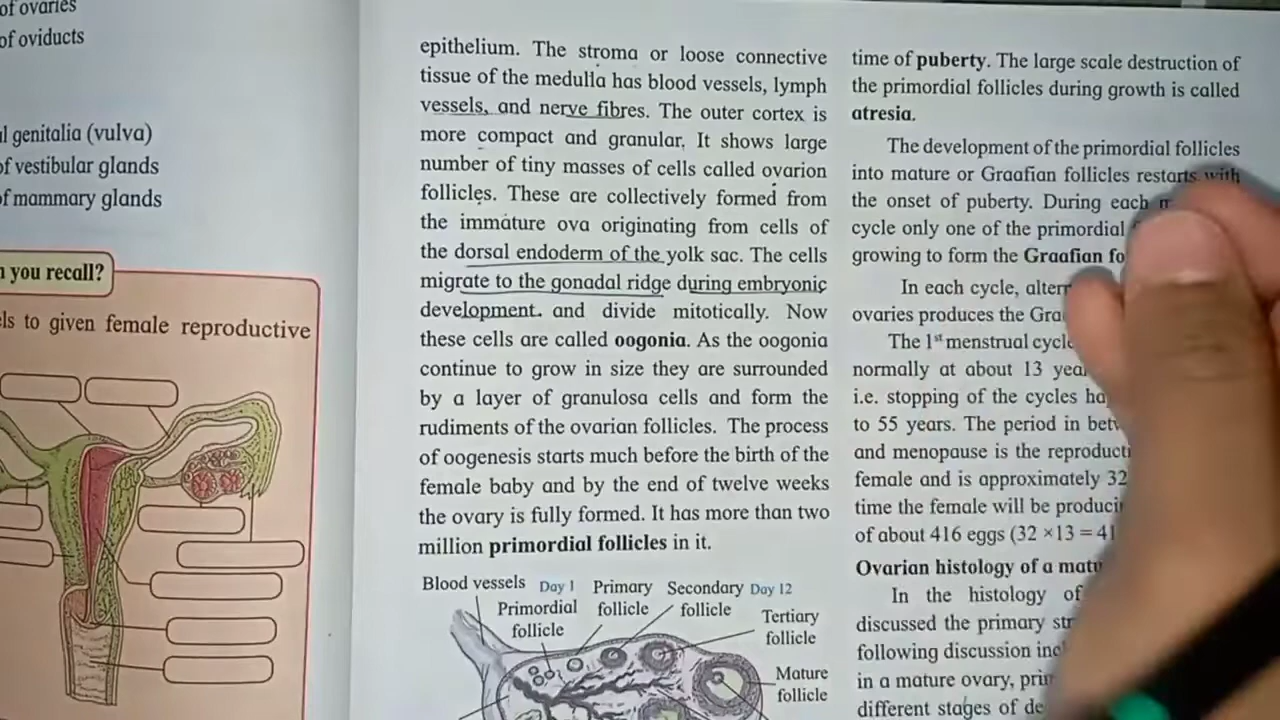 of ovaries
of oviducts
genitalia (vulva)
of vestibular glands
of mammary glands
you recall?
to given female reproductive
epithelium. The stroma or loose connective
tissue of the medulla has blood vessels, lymph
vessels, and nerve fibres. The outer cortex is
more compact and granular. It shows large
number of tiny masses of cells called ovarion
follicles. These are collectively formed from
the immature ova originating from cells of
the dorsal endoderm of the yolk sac. The cells
migrate to the gonadal ridge during embryonic
development. and divide mitotically. Now
these cells are called oogonia. As the oogonia
continue to grow in size they are surrounded
by a layer of granulosa cells and form the
rudiments of the ovarian follicles. The process
of oogenesis starts much before the birth of the
female baby and by the end of twelve weeks
the ovary is fully formed. It has more than two
million primordial follicles in it.
Blood vessels Day 1 Primary Secondary Day 12
Primordial follicle follicle Tertiary
follicle follicle
Mature
follicle
time of puberty. The large scale destruction of
the primordial follicles during growth is called
atresia.
The development of the primordial follicles
into mature or Graafian follicles restarts with
the onset of puberty. During each
cycle only one of the primordial
growing to form the Graafian
In each cycle,
ovaries produces the
The 1st menstrual
normally at about 13
i.e. stopping of the cycles
to 55 years. The period in
and menopause is the
female and is approximately 32
time the female will be
of about 416 eggs (32 ×13 =
Ovarian histology of a
In the histology of
discussed the primary
following discussion
in a mature ovary,
different stages of